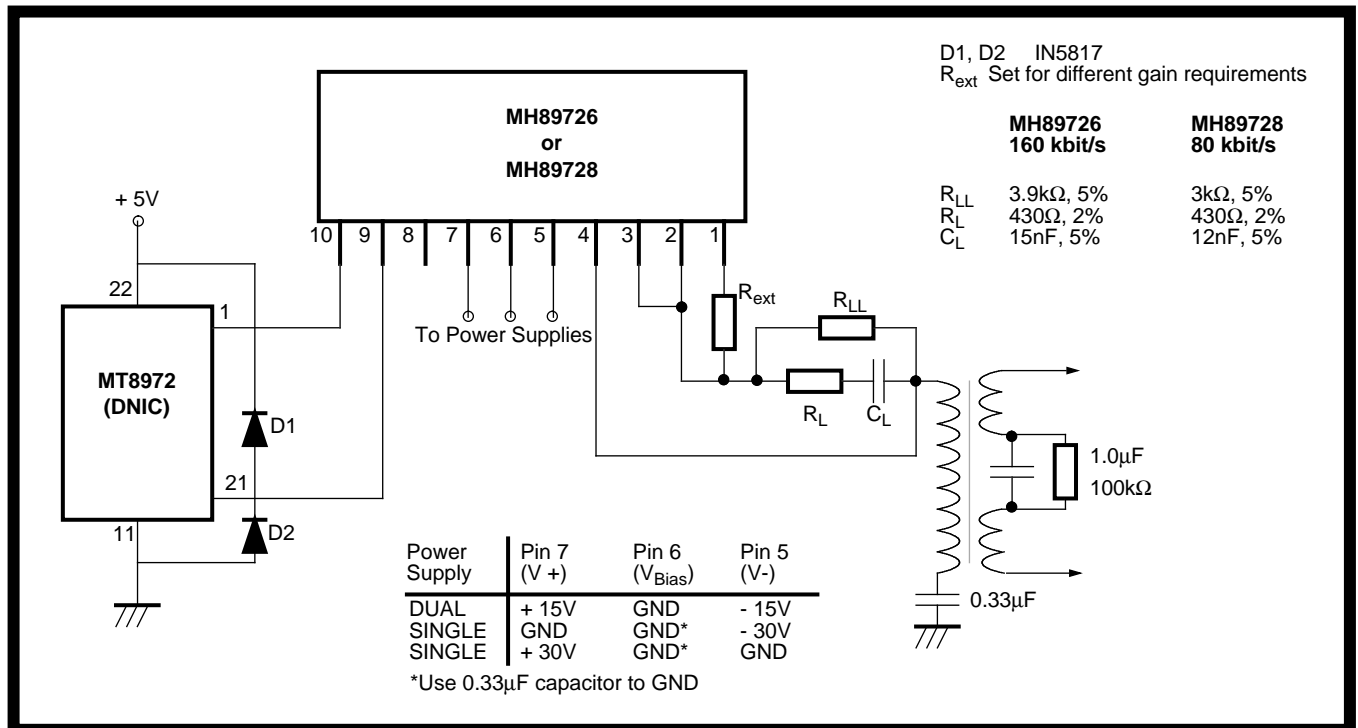 D1, D2 IN5817
Rext Set for different gain requirements
MH89726 MH89728
160 kbit/s 80 kbit/s
RLL 3.9kΩ, 5% 3kΩ, 5%
RL 430Ω, 2% 430Ω, 2%
CL 15nF, 5% 12nF, 5%
MH89726
or
MH89728
+ 5V
10 9 8 7 6 5 4 3 2 1
22
1
MT8972
(DNIC)
21
11
D1
D2
To Power Supplies
Rext
RLL
RL
CL
1.0μF
100kΩ
0.33μF
Power Pin 7 Pin 6 Pin 5
Supply (V +) (VBias) (V-)
DUAL + 15V GND - 15V
SINGLE GND GND* - 30V
SINGLE + 30V GND* GND
*Use 0.33μF capacitor to GND